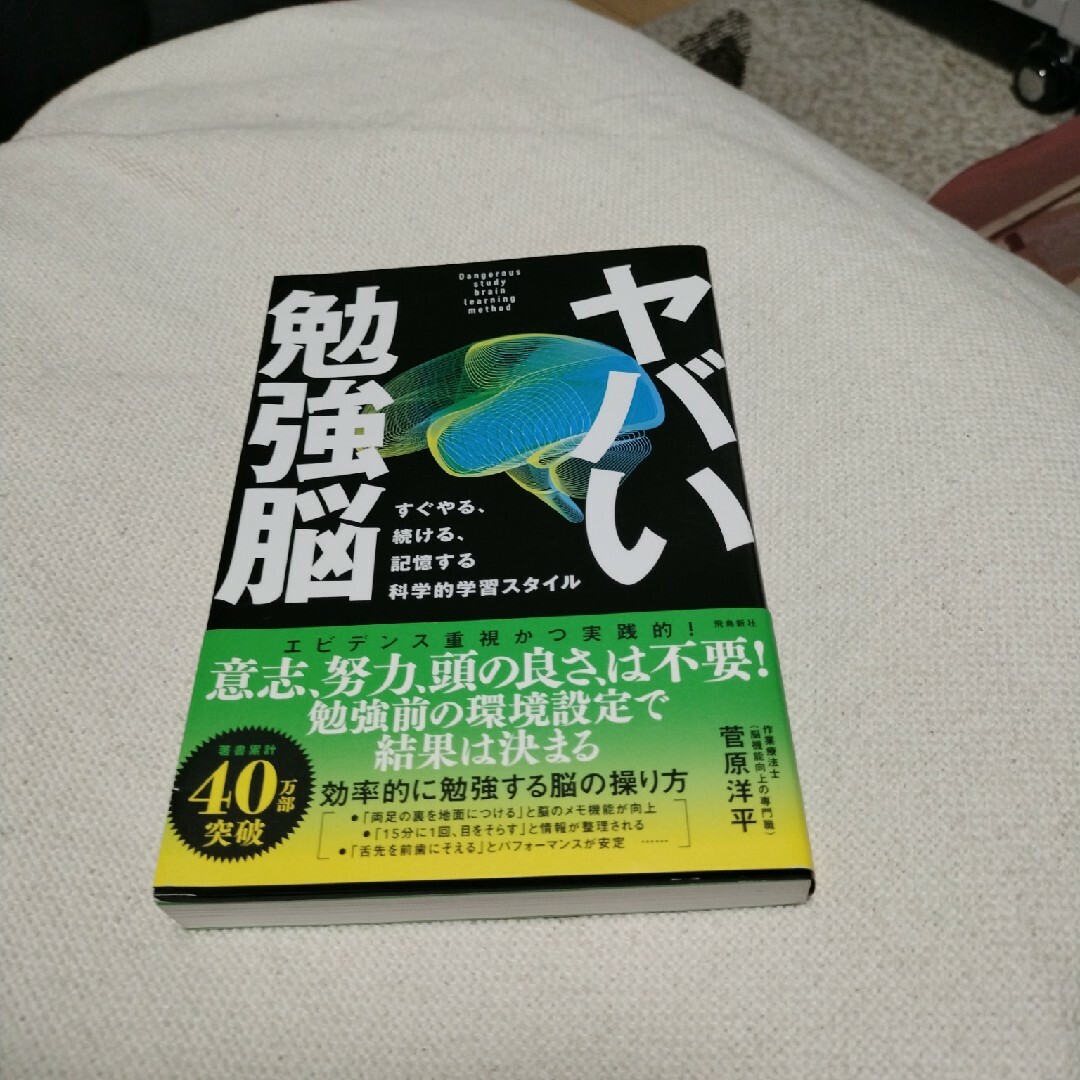 Dangerous
study
brain
learning
method
ヤバい
勉強脳
すぐやる、
続ける、
記憶する
科学的学習スタイル
飛鳥新社
エビデンス重視かつ実践的!
意志、努力、頭の良さ、は不要!
勉強前の環境設定で
結果は決まる
効率的に勉強する脳の操り方
●「両足の裏を地面につける」と脳のメモ機能が向上
●「15分に1回、目をそらす」と情報が整理される
●「舌先を前歯にそえる」とパフォーマンスが安定 ……
著書累計
40万部
突破
作業療法士
(脳機能向上の専門職)
菅原洋平